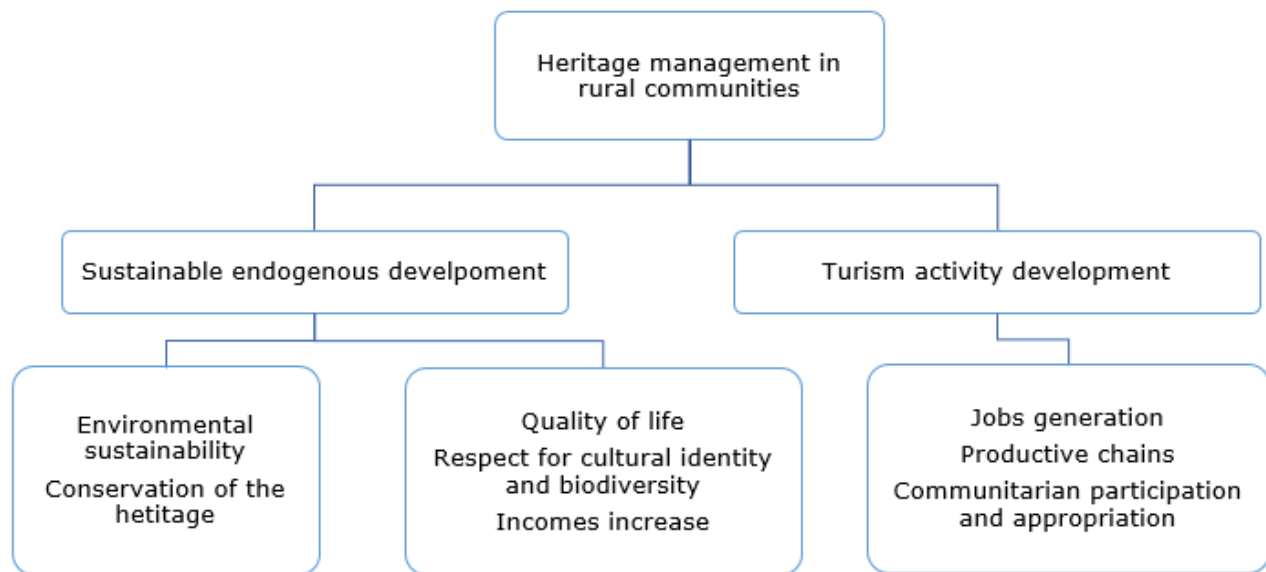 Heritage management in
rural communities
Sustainable endogenous develpoment
Turism activity development
Environmental
sustainability
Conservation of the
hetitage
Quality of life
Respect for cultural identity
and biodiversity
Incomes increase
Jobs generation
Productive chains
Communitarian participation
and appropriation